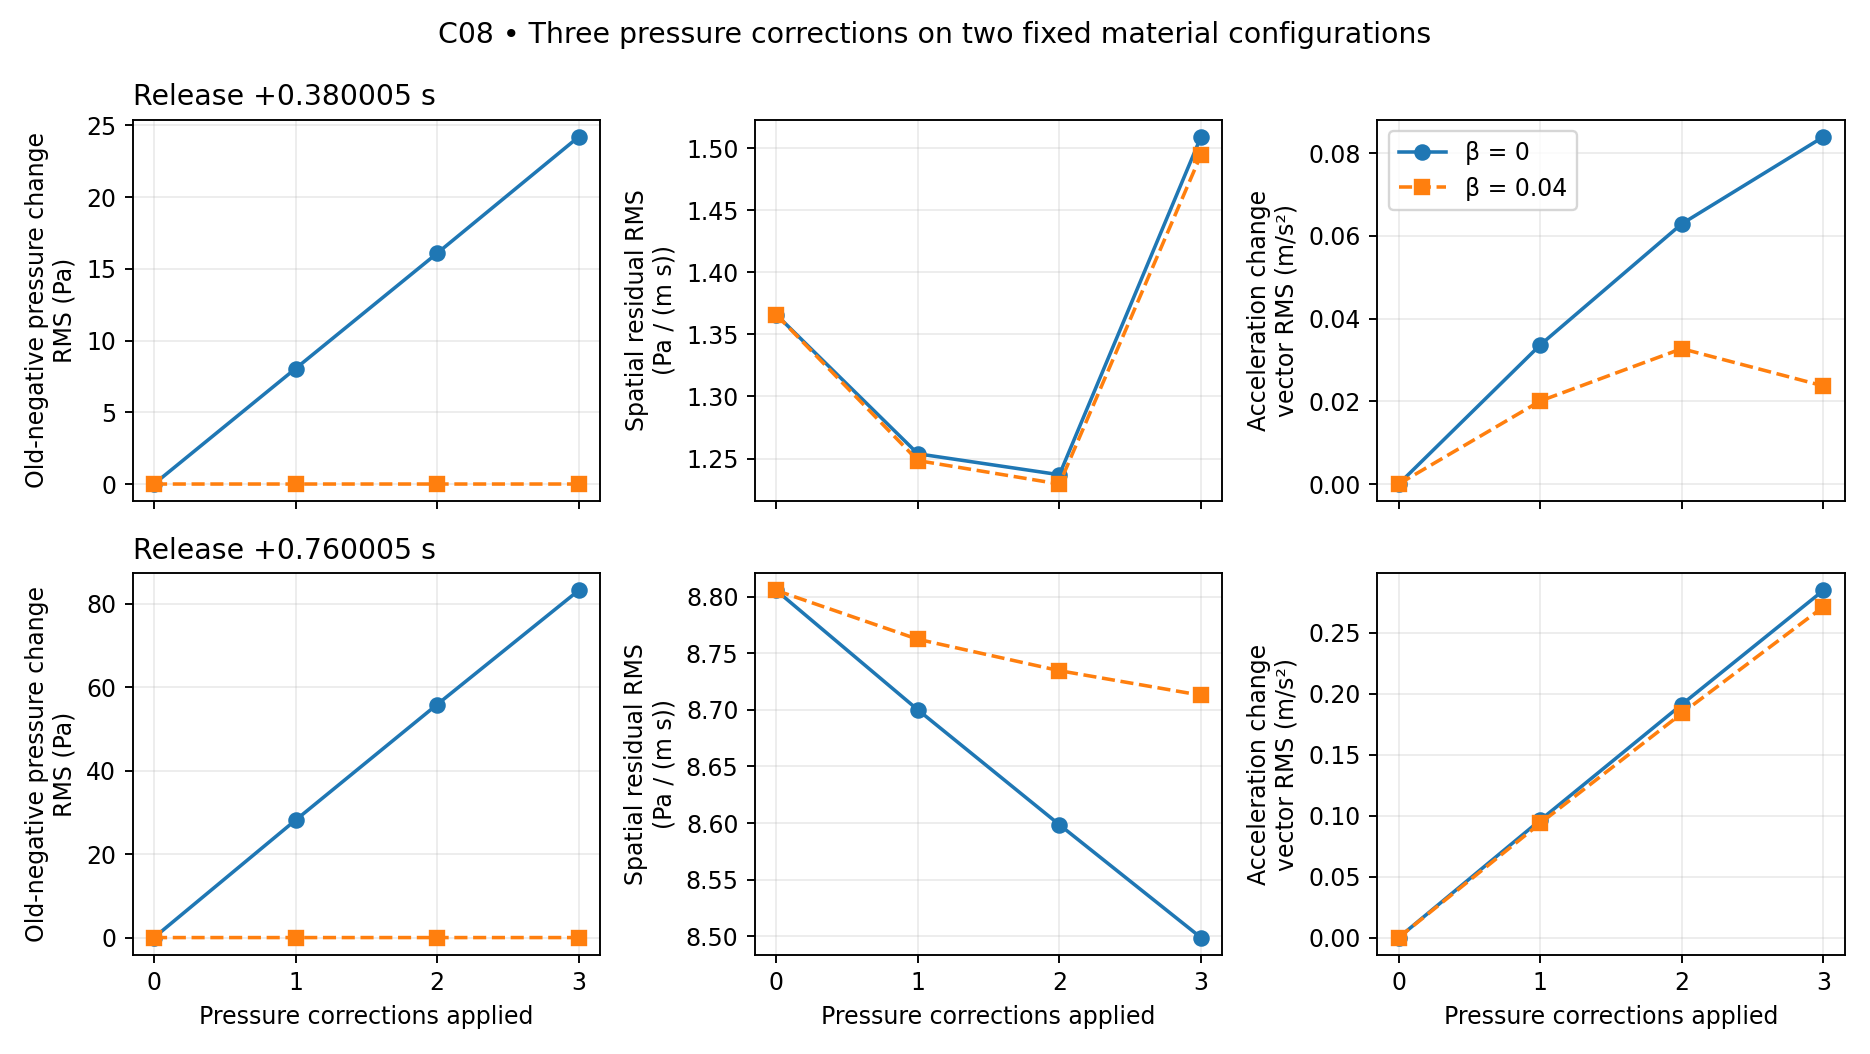 C08 • Three pressure corrections on two fixed material configurations
Release +0.380005 s
Old-negative pressure change
RMS (Pa)
25
20
15
10
5
0
Spatial residual RMS
(Pa / (m s))
1.50
1.45
1.40
1.35
1.30
1.25
Acceleration change
vector RMS (m/s²)
0.08
0.06
0.04
0.02
0.00
β = 0
β = 0.04
Release +0.760005 s
Old-negative pressure change
RMS (Pa)
80
60
40
20
0
0 1 2 3
Pressure corrections applied
Spatial residual RMS
(Pa / (m s))
8.80
8.75
8.70
8.65
8.60
8.55
8.50
0 1 2 3
Pressure corrections applied
Acceleration change
vector RMS (m/s²)
0.25
0.20
0.15
0.10
0.05
0.00
0 1 2 3
Pressure corrections applied